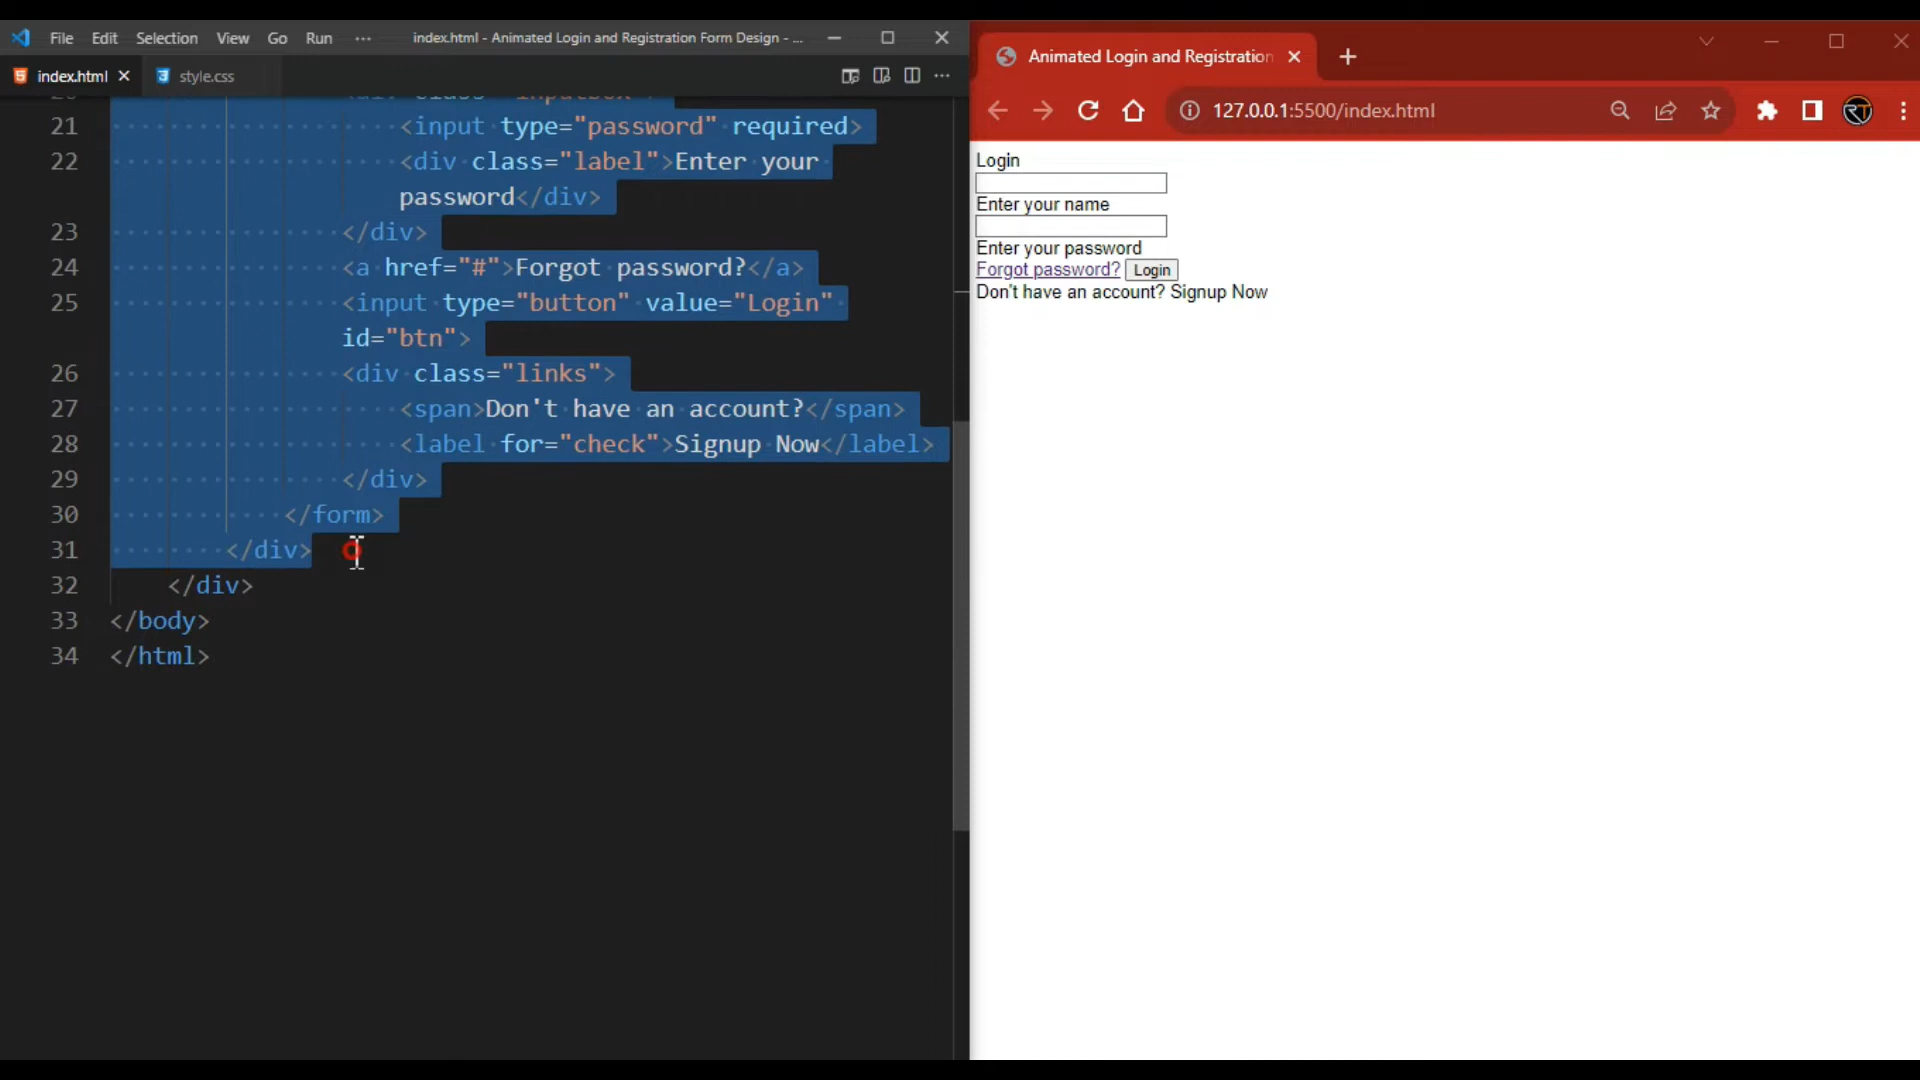 File Edit Selection View Go Run ··· index.html - Animated Login and Registration Form Design - ...
index.html style.css
21 <input type="password" required>
22 <div class="label">Enter your
password</div>
23 </div>
24 <a href="#">Forgot password?</a>
25 <input type="button" value="Login"
id="btn">
26 <div class="links">
27 <span>Don't have an account?</span>
28 <label for="check">Signup Now</label>
29 </div>
30 </form>
31 </div>
32 </div>
33 </body>
34 </html>
Animated Login and Registration
127.0.0.1:5500/index.html
RT
Login
Enter your name
Enter your password
Forgot password? Login
Don't have an account? Signup Now